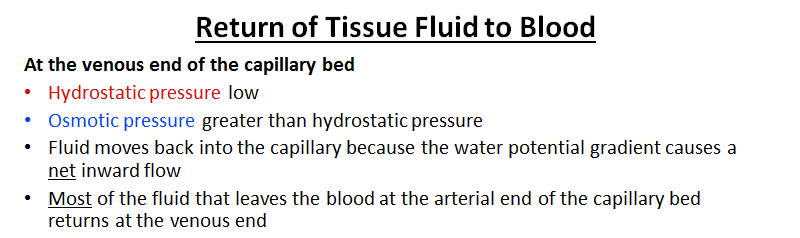 Return of Tissue Fluid to Blood
At the venous end of the capillary bed
• Hydrostatic pressure low
• Osmotic pressure greater than hydrostatic pressure
• Fluid moves back into the capillary because the water potential gradient causes a
net inward flow
• Most of the fluid that leaves the blood at the arterial end of the capillary bed
returns at the venous end